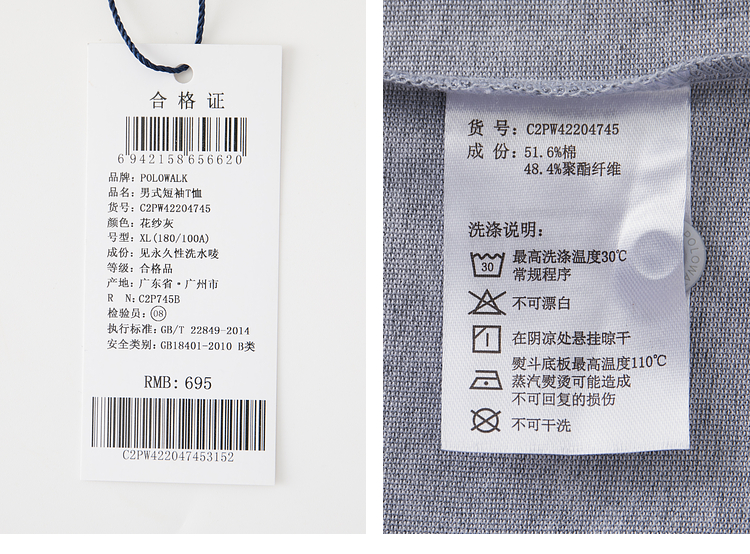 合格证
6 942158 656620
品牌: POLOWALK
品名: 男式短袖T恤
货号: C2PW42204745
颜色: 花纱灰
号型: XL(180/100A)
成份: 见永久性洗水唛
等级: 合格品
产地: 广东省·广州市
R N: C2P745B
检验员: 08
执行标准: GB/T 22849-2014
安全类别: GB18401-2010 B类
RMB: 695
C2PW422047453152
货 号: C2PW42204745
成 份: 51.6%棉
48.4%聚酯纤维
洗涤说明:
30
最高洗涤温度30℃
常规程序
不可漂白
在阴凉处悬挂晾干
熨斗底板最高温度110℃
蒸汽熨烫可能造成
不可回复的损伤
不可干洗